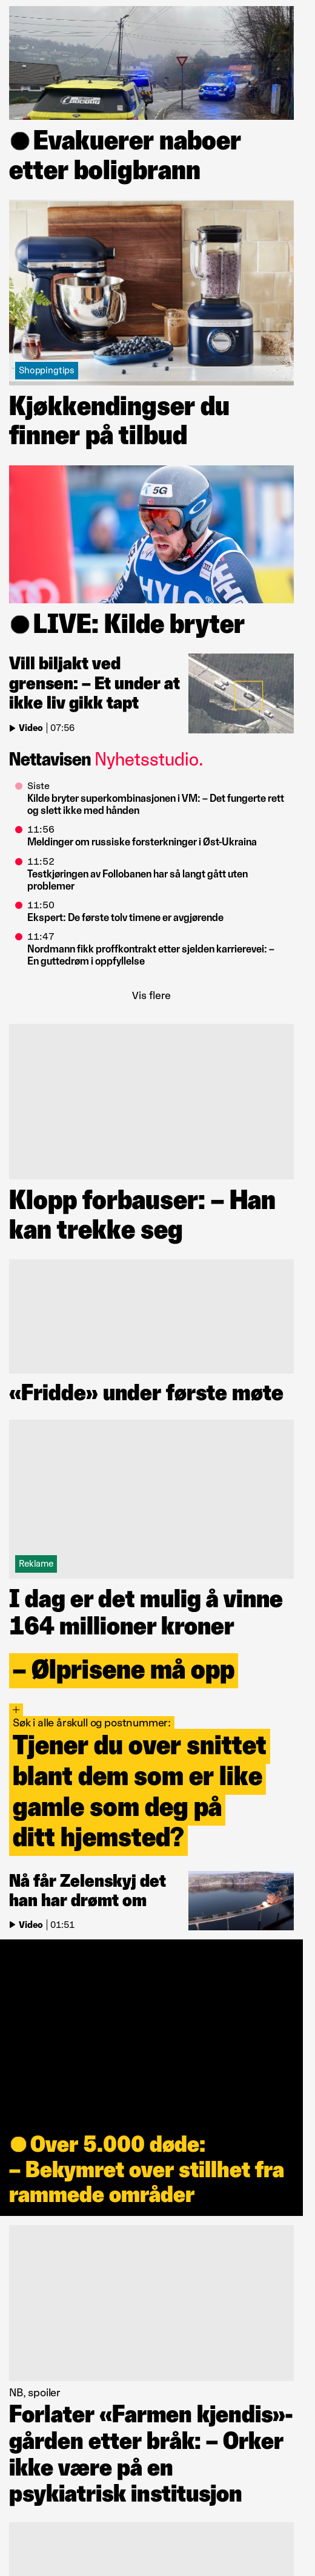 Evakuerer naboer
etter boligbrann
Shoppingtips
Kjøkkendingser du
finner på tilbud
5G
HYLO
LIVE: Kilde bryter
Vill biljakt ved
grensen: – Et under at
ikke liv gikk tapt
Video | 07:56
Nettavisen Nyhetsstudio.
Siste
Kilde bryter superkombinasjonen i VM: – Det fungerte rett
og slett ikke med hånden
11:56
Meldinger om russiske forsterkninger i Øst-Ukraina
11:52
Testkjøringen av Follobanen har så langt gått uten
problemer
11:50
Ekspert: De første tolv timene er avgjørende
11:47
Nordmann fikk proffkontrakt etter sjelden karrierevei: –
En guttedrøm i oppfyllelse
Vis flere
Klopp forbauser: – Han
kan trekke seg
«Fridde» under første møte
Reklame
I dag er det mulig å vinne
164 millioner kroner
– Ølprisene må opp
+
Søk i alle årskull og postnummer:
Tjener du over snittet
blant dem som er like
gamle som deg på
ditt hjemsted?
Nå får Zelenskyj det
han har drømt om
Video | 01:51
Over 5.000 døde:
– Bekymret over stillhet fra
rammede områder
NB, spoiler
Forlater «Farmen kjendis»-
gården etter bråk: – Orker
ikke være på en
psykiatrisk institusjon